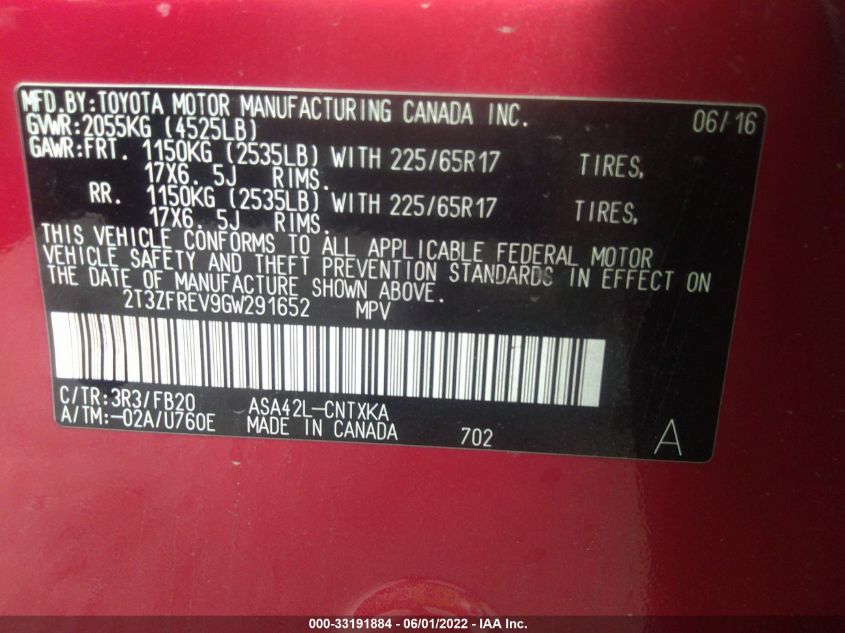 MFD.BY:TOYOTA MOTOR MANUFACTURING CANADA INC. 06/16
GVWR:2055KG (4525LB)
GAWR:FRT. 1150KG (2535LB) WITH 225/65R17 TIRES,
17X6.5J RIMS.
RR. 1150KG (2535LB) WITH 225/65R17 TIRES,
17X6.5J RIMS.
THIS VEHICLE CONFORMS TO ALL APPLICABLE FEDERAL MOTOR
VEHICLE SAFETY AND THEFT PREVENTION STANDARDS IN EFFECT ON
THE DATE OF MANUFACTURE SHOWN ABOVE.
2T3ZFREV9GW291652 MPV
C/TR:3R3/FB20 ASA42L-CNTXKA
A/TM:-02A/U760E MADE IN CANADA 702 A
000-33191884 - 06/01/2022 - IAA Inc.